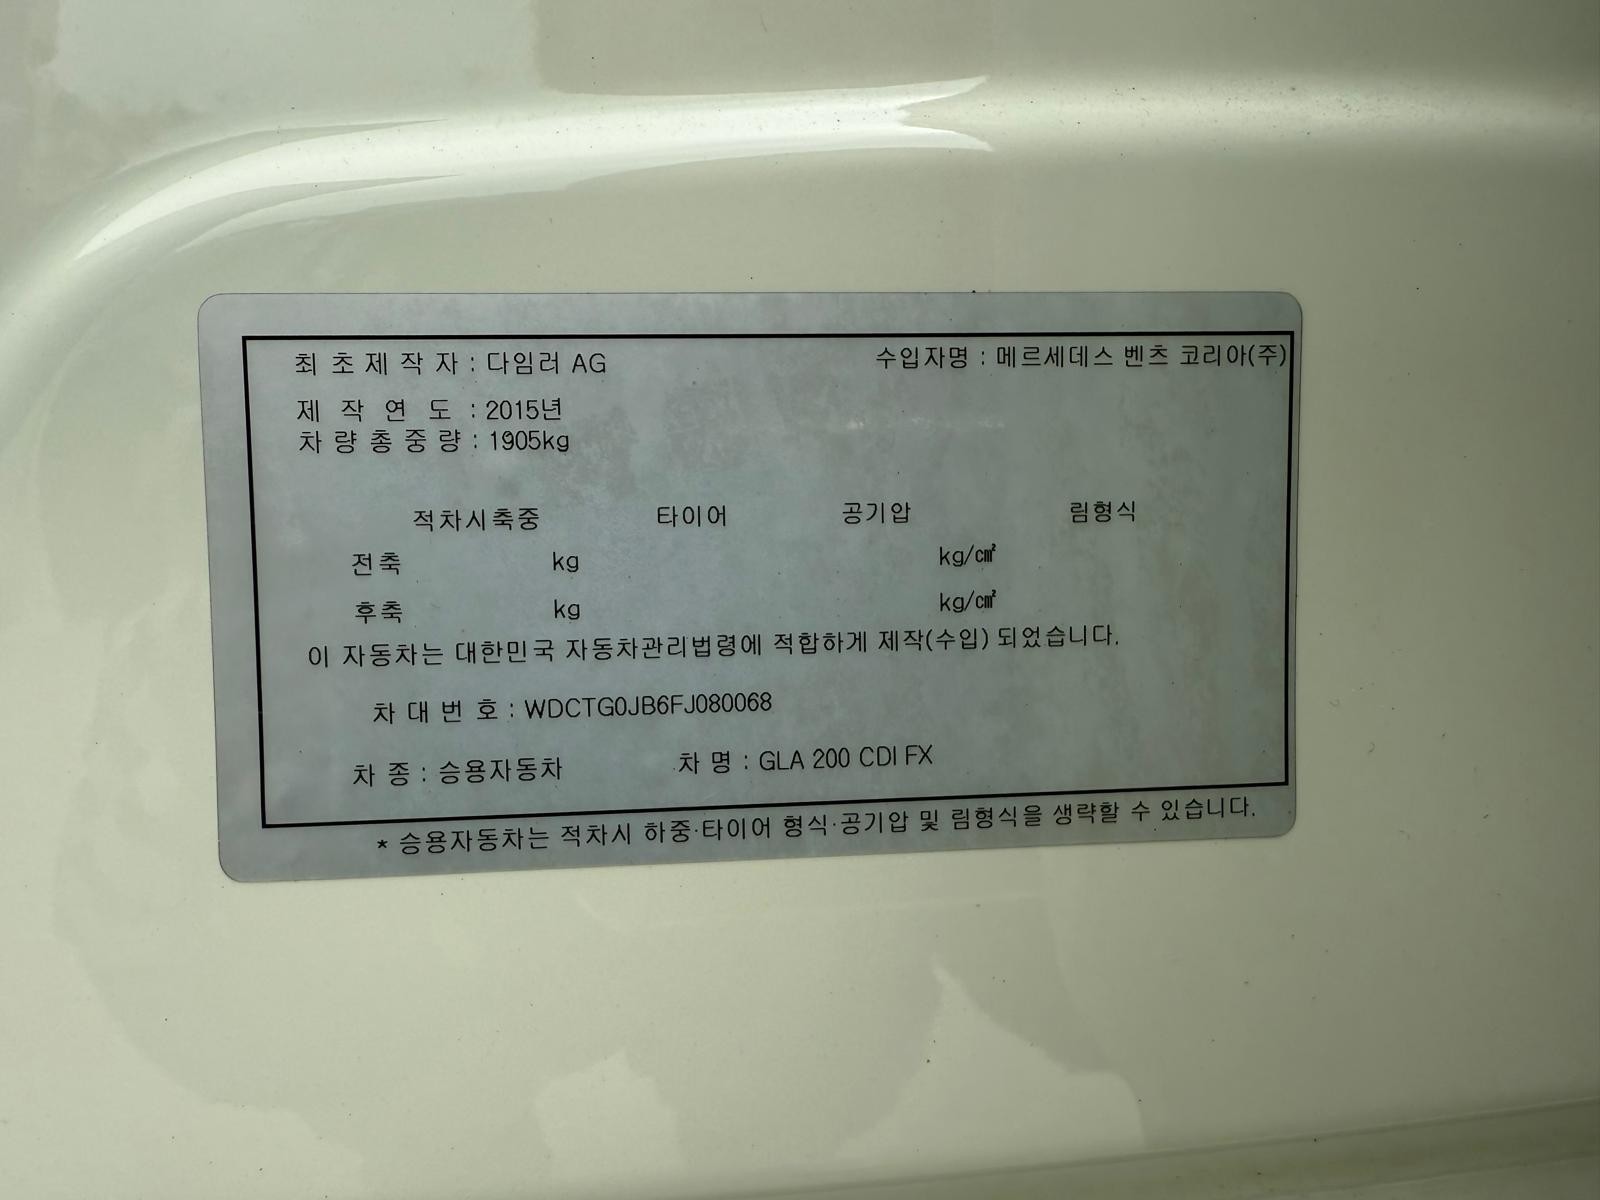 최 초 제 작 자 : 다임러 AG 수입자명 : 메르세데스 벤츠 코리아(주)
제 작 연 도 : 2015년
차 량 총 중 량 : 1905kg
적차시축중 타이어 공기압 림형식
전축 kg kg/㎠
후축 kg kg/㎠
이 자동차는 대한민국 자동차관리법령에 적합하게 제작(수입) 되었습니다.
차 대 번 호 : WDCTG0JB6FJ080068
차 종 : 승용자동차 차 명 : GLA 200 CDI FX
* 승용자동차는 적차시 하중·타이어 형식·공기압 및 림형식을 생략할 수 있습니다.